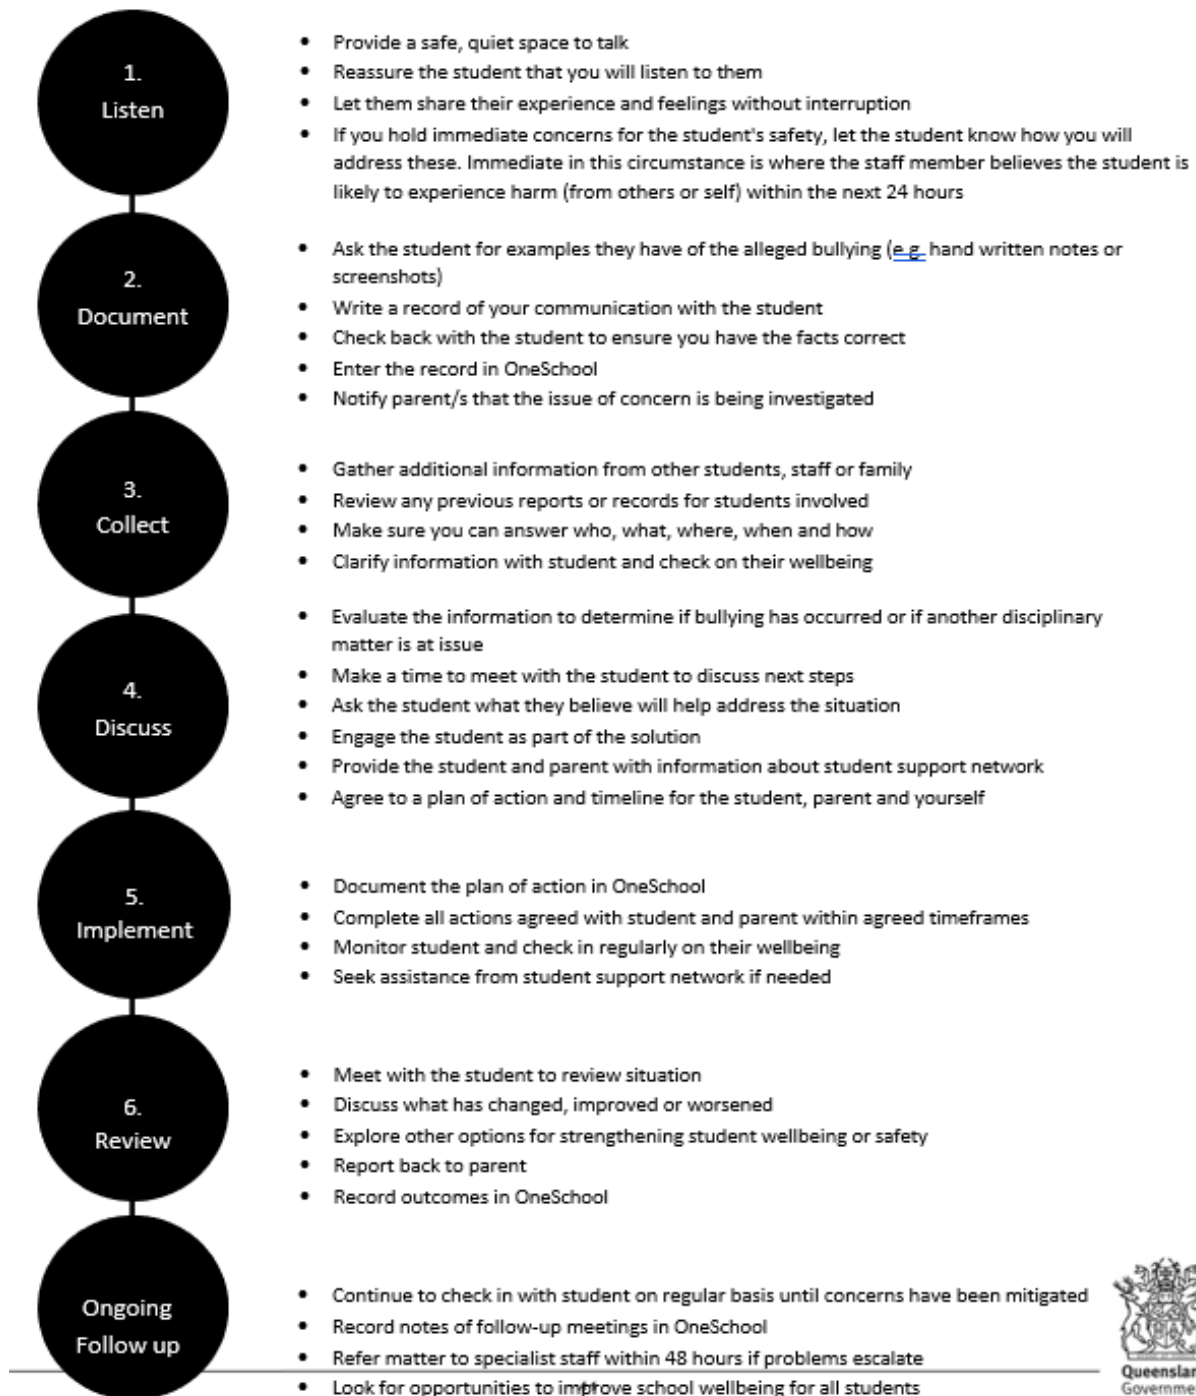 1.
Listen
• Provide a safe, quiet space to talk
• Reassure the student that you will listen to them
• Let them share their experience and feelings without interruption
• If you hold immediate concerns for the student's safety, let the student know how you will
address these. Immediate in this circumstance is where the staff member believes the student is
likely to experience harm (from others or self) within the next 24 hours
2.
Document
• Ask the student for examples they have of the alleged bullying (e.g. hand written notes or
screenshots)
• Write a record of your communication with the student
• Check back with the student to ensure you have the facts correct
• Enter the record in OneSchool
• Notify parent/s that the issue of concern is being investigated
3.
Collect
• Gather additional information from other students, staff or family
• Review any previous reports or records for students involved
• Make sure you can answer who, what, where, when and how
• Clarify information with student and check on their wellbeing
4.
Discuss
• Evaluate the information to determine if bullying has occurred or if another disciplinary
matter is at issue
• Make a time to meet with the student to discuss next steps
• Ask the student what they believe will help address the situation
• Engage the student as part of the solution
• Provide the student and parent with information about student support network
• Agree to a plan of action and timeline for the student, parent and yourself
5.
Implement
• Document the plan of action in OneSchool
• Complete all actions agreed with student and parent within agreed timeframes
• Monitor student and check in regularly on their wellbeing
• Seek assistance from student support network if needed
6.
Review
• Meet with the student to review situation
• Discuss what has changed, improved or worsened
• Explore other options for strengthening student wellbeing or safety
• Report back to parent
• Record outcomes in OneSchool
Ongoing
Follow up
• Continue to check in with student on regular basis until concerns have been mitigated
• Record notes of follow-up meetings in OneSchool
• Refer matter to specialist staff within 48 hours if problems escalate
• Look for opportunities to improve school wellbeing for all students
Queenslan
Governmen